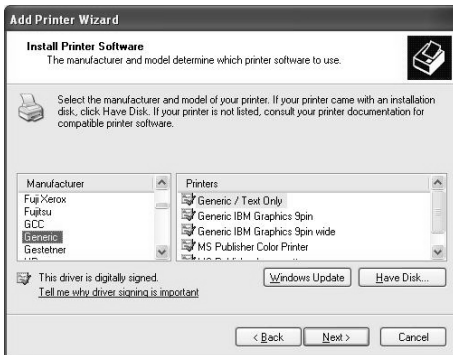 Add Printer Wizard
Install Printer Software
The manufacturer and model determine which printer software to use.
Select the manufacturer and model of your printer. If your printer came with an installation
disk, click Have Disk. If your printer is not listed, consult your printer documentation for
compatible printer software.
Manufacturer
Fuji Xerox
Fujitsu
GCC
Generic
Gestetner
Printers
Generic / Text Only
Generic IBM Graphics 9pin
Generic IBM Graphics 9pin wide
MS Publisher Color Printer
This driver is digitally signed.
Tell me why driver signing is important
Windows Update
Have Disk...
< Back
Next >
Cancel